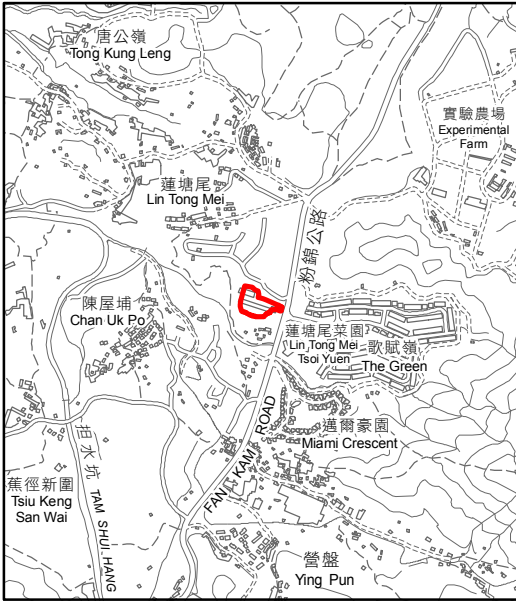 唐公嶺
Tong Kung Leng
實驗農場
Experimental
Farm
蓮塘尾
Lin Tong Mei
粉錦公路
陳屋埔
Chan Uk Po
蓮塘尾菜園
Lin Tong Mei
Tsoi Yuen
歌賦嶺
The Green
邁爾豪園
Miami Crescent
FAN KAM ROAD
担水坑 TAM SHUI HANG
蕉徑新圍
Tsiu Keng
San Wai
營盤
Ying Pun